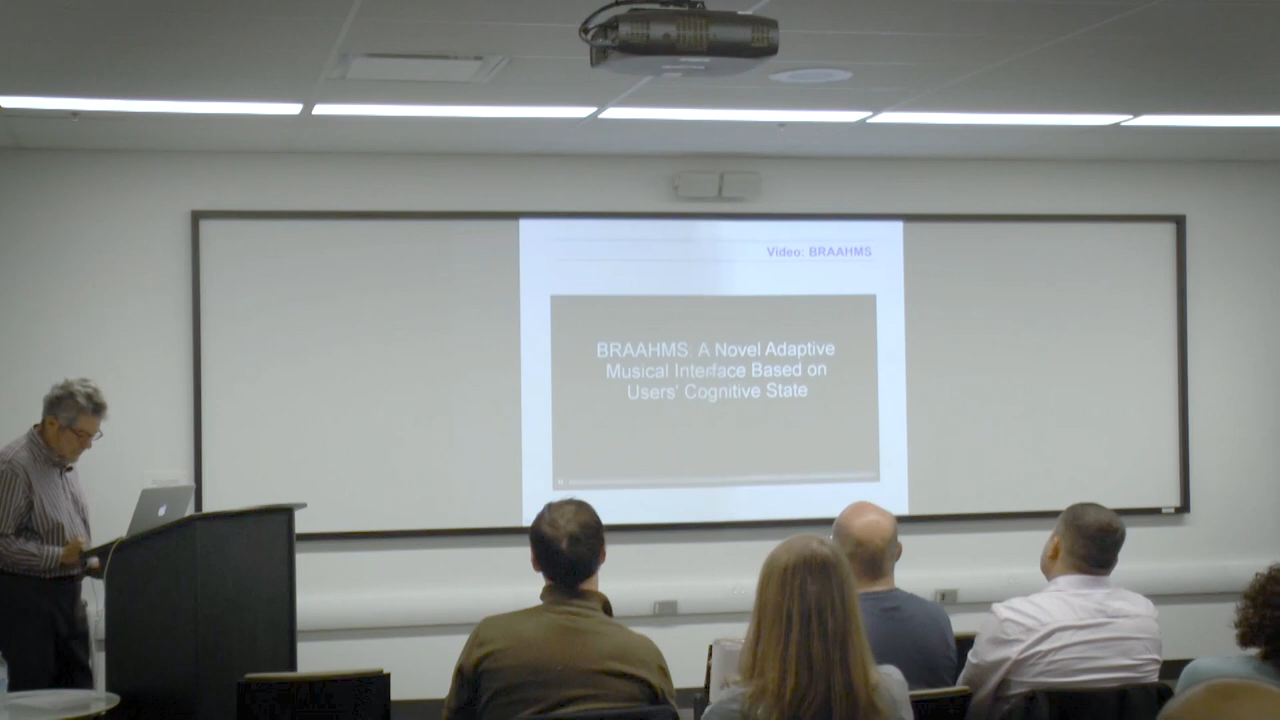 Video: BRAAHMS
BRAAHMS: A Novel Adaptive
Musical Interface Based on
Users' Cognitive State